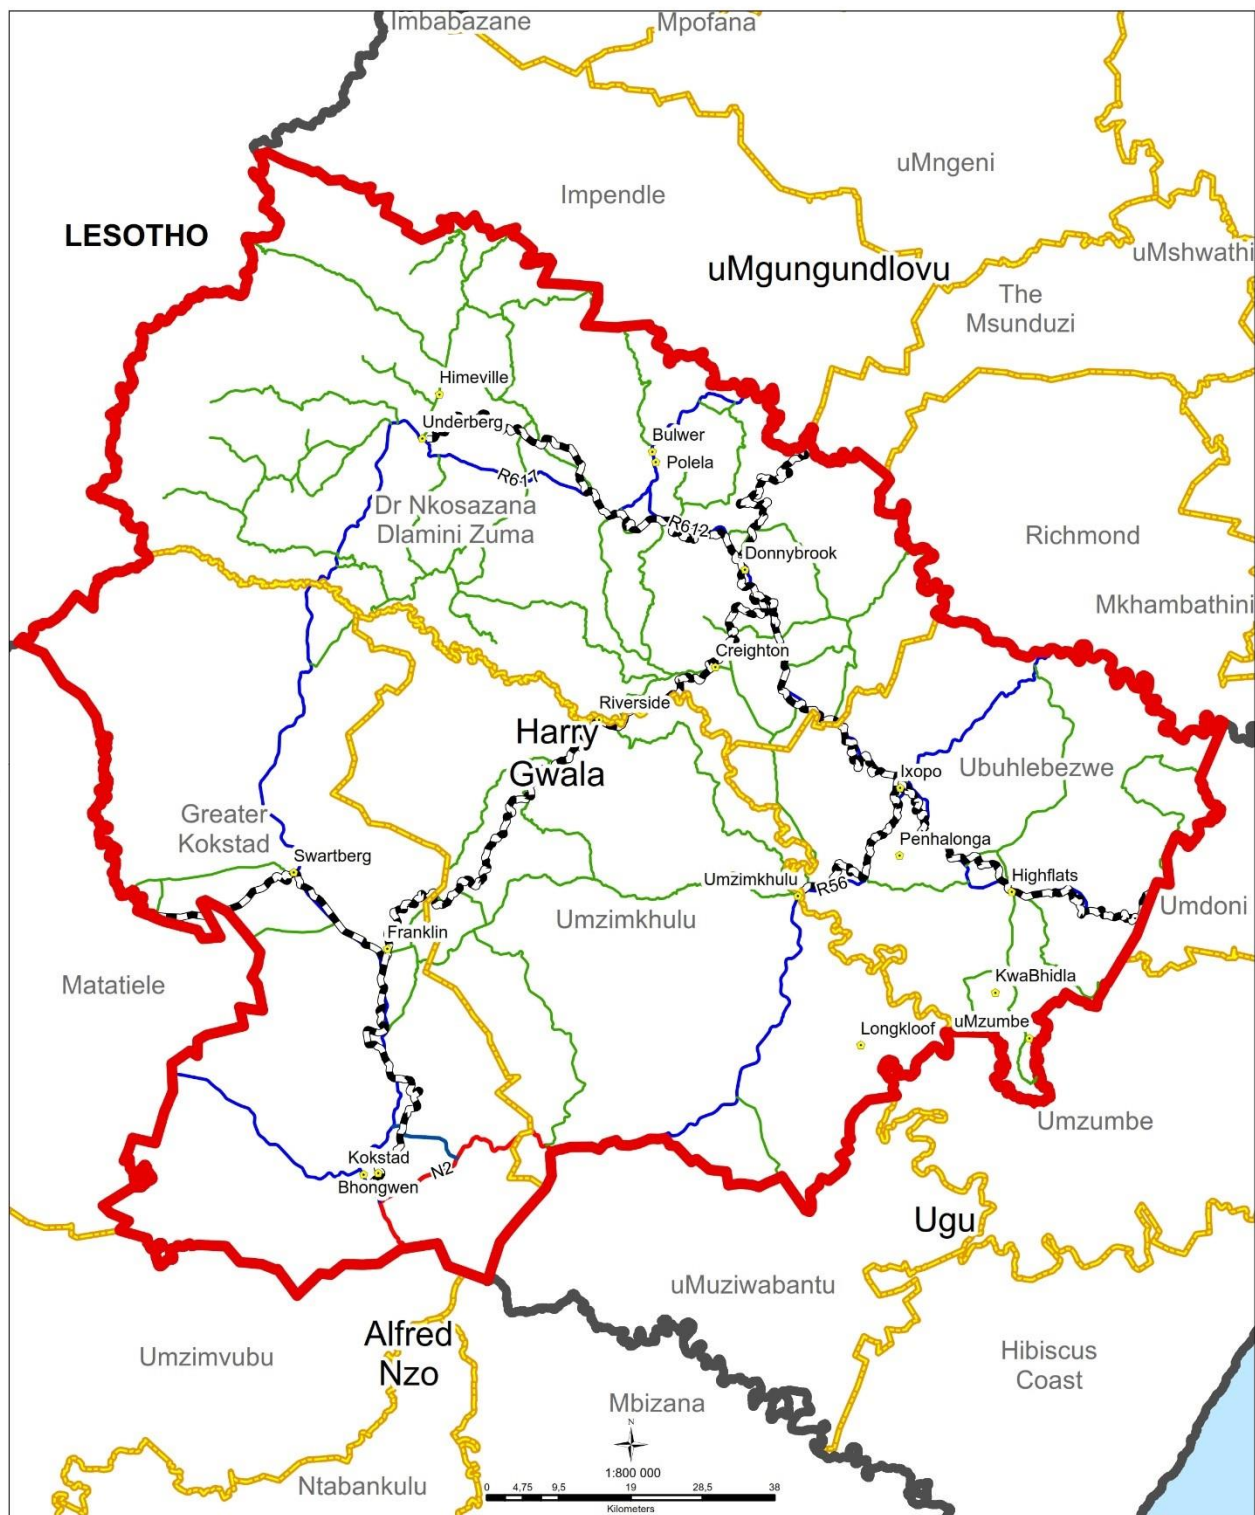 Imbabazane
Mpofana
uMngeni
Impendle
LESOTHO
uMshwathi
uMgungundlovu
The
Msunduzi
Himeville
Underberg
Bulwer
Polela
R617
Dr Nkosazana
Dlamini Zuma
R612
Richmond
Donnybrook
Mkhambathini
Creighton
Riverside
Harry
Gwala
Ixopo
Ubuhlebezwe
Greater
Kokstad
Swartberg
Penhalonga
Highflats
Umzimkhulu
R56
Umdoni
Umzimkhulu
Franklin
Matatiele
KwaBhidla
uMzumbe
Longkloof
Umzumbe
Kokstad
N2
Bhongwen
Ugu
uMuziwabantu
Alfred
Nzo
Umzimvubu
Hibiscus
Coast
Mbizana
N
1:800 000
Ntabankulu
0 4,75 9,5 19 28,5 38
Kilometers